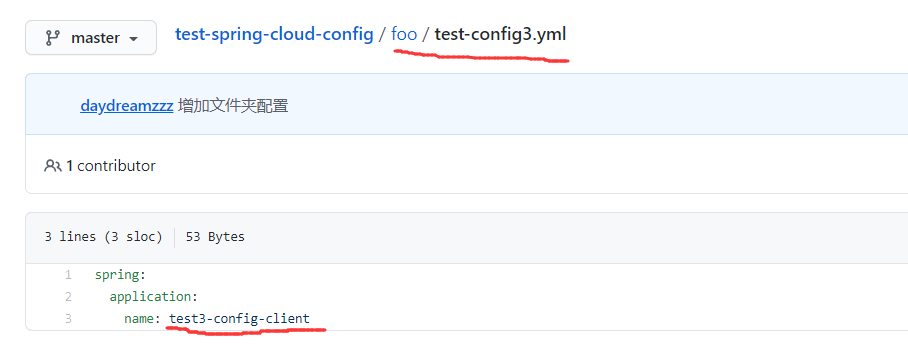 master test-spring-cloud-config / foo / test-config3.yml
daydreamzzz 增加文件夹配置
1 contributor
3 lines (3 sloc) 53 Bytes
1 spring:
2 application:
3 name: test3-config-client